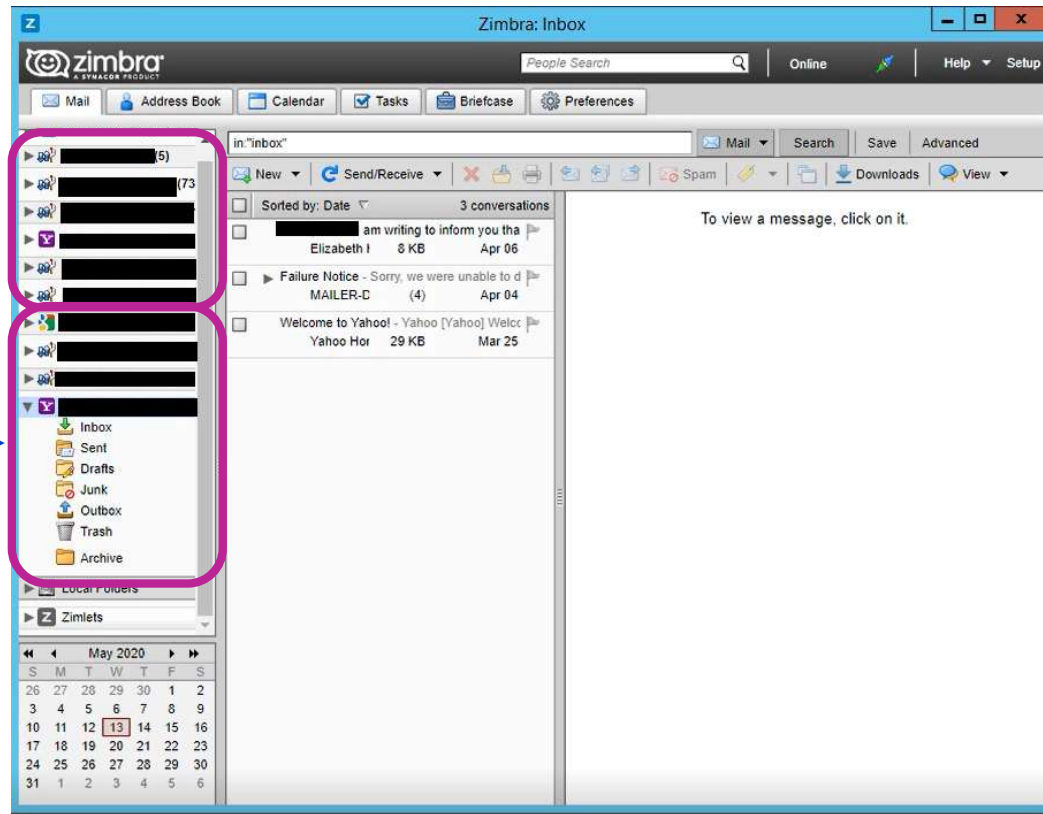 Zimbra: Inbox
zimbra
A SYNACOR PRODUCT
People Search
Online
Help
Setup
Mail
Address Book
Calendar
Tasks
Briefcase
Preferences
in:"inbox"
Mail
Search
Save
Advanced
New
Send/Receive
Spam
Downloads
View
(5)
(73
Sorted by: Date
3 conversations
am writing to inform you tha
Elizabeth 8 KB Apr 06
Failure Notice - Sorry, we were unable to d
MAILER-D (4) Apr 04
Welcome to Yahoo! - Yahoo [Yahoo] Welcc
Yahoo Hor 29 KB Mar 25
To view a message, click on it.
Inbox
Sent
Drafts
Junk
Outbox
Trash
Archive
Local Folders
Zimlets
May 2020
S M T W T F S
26 27 28 29 30 1 2
3 4 5 6 7 8 9
10 11 12 13 14 15 16
17 18 19 20 21 22 23
24 25 26 27 28 29 30
31 1 2 3 4 5 6